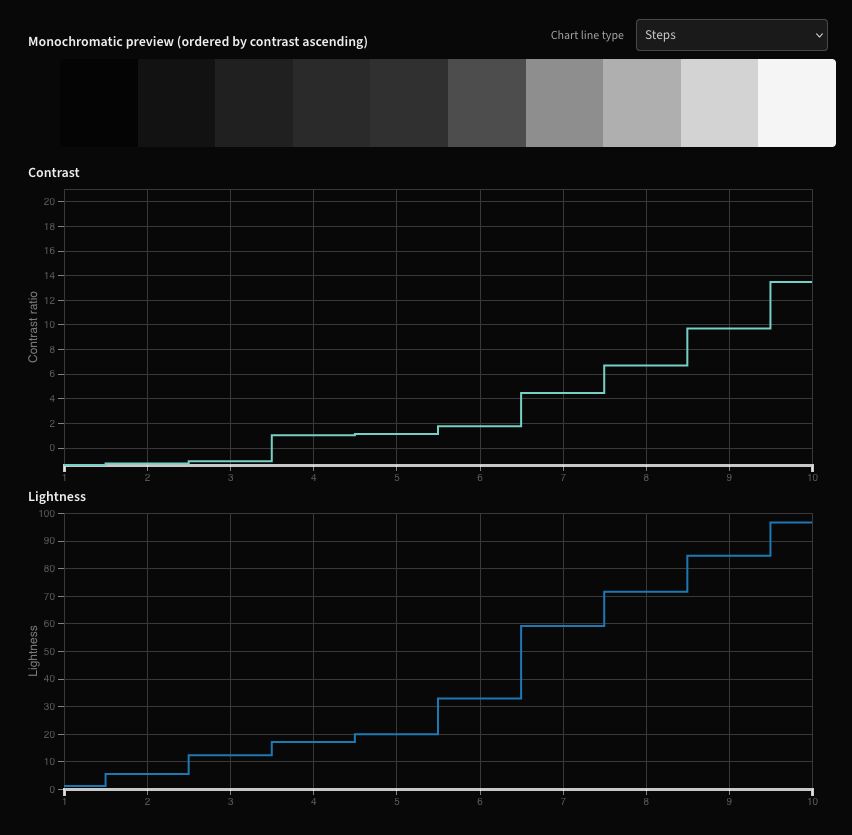 Monochromatic preview (ordered by contrast ascending)
Chart line type
Steps
Contrast
Contrast ratio
20
18
16
14
12
10
8
6
4
2
0
1 2 3 4 5 6 7 8 9 10
Lightness
Lightness
100
90
80
70
60
50
40
30
20
10
0
1 2 3 4 5 6 7 8 9 10